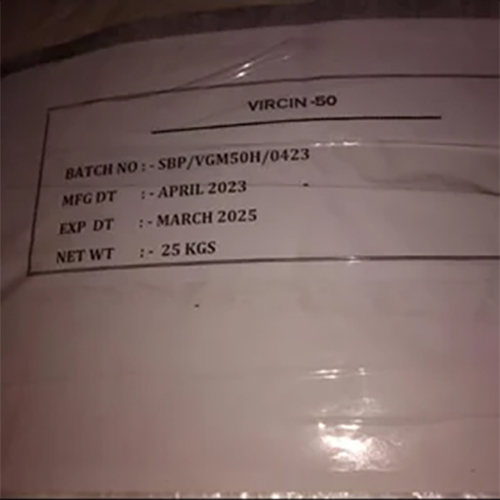 VIRCIN -50
BATCH NO : - SBP/VGM50H/0423
MFG DT : - APRIL 2023
EXP DT : - MARCH 2025
NET WT : - 25 KGS